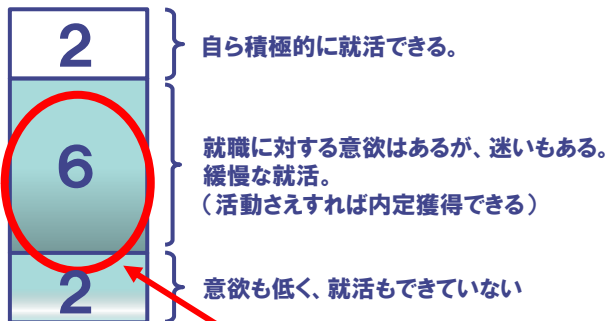 2
自ら積極的に就活できる。
6
就職に対する意欲はあるが、迷いもある。
緩慢な就活。
（活動さえすれば内定獲得できる）
2
意欲も低く、就活もできていない